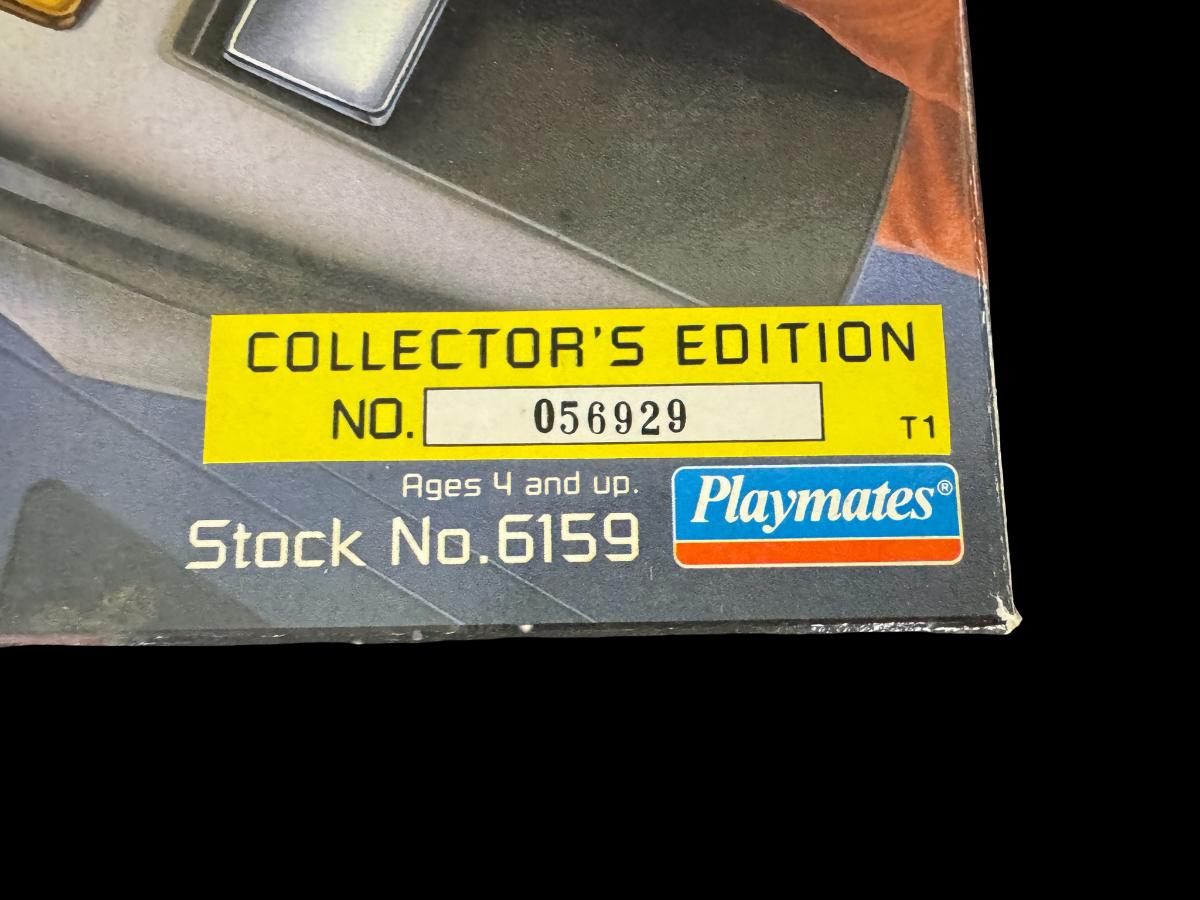 COLLECTOR'S EDITION
NO. 056929
T1
Ages 4 and up.
Stock No.6159
Playmates®